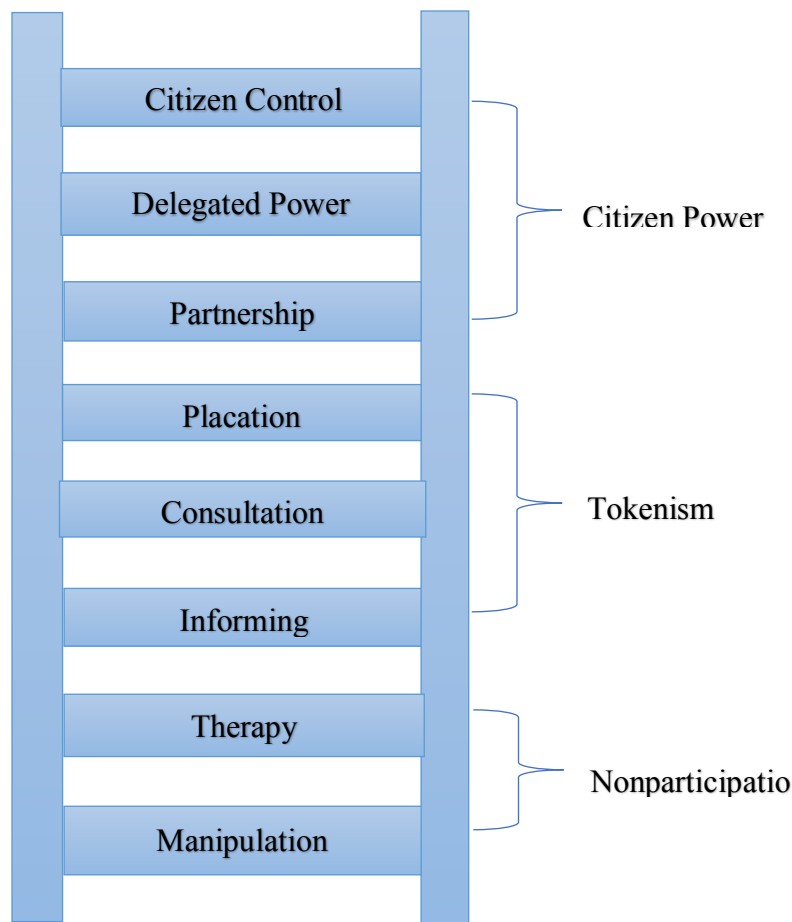 Citizen Control
Delegated Power
Citizen Power
Partnership
Placation
Consultation
Tokenism
Informing
Therapy
Nonparticipatio
Manipulation